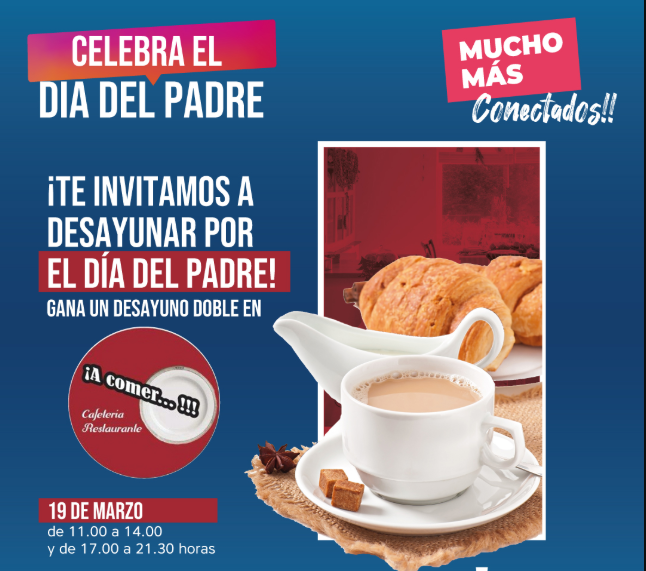 CELEBRA EL
DIA DEL PADRE
MUCHO
MÁS
Conectados!!
¡TE INVITAMOS A
DESAYUNAR POR
EL DÍA DEL PADRE!
GANA UN DESAYUNO DOBLE EN
¡A comer... !!!
Cafeteria
Restaurante
19 DE MARZO
de 11.00 a 14.00
y de 17.00 a 21.30 horas